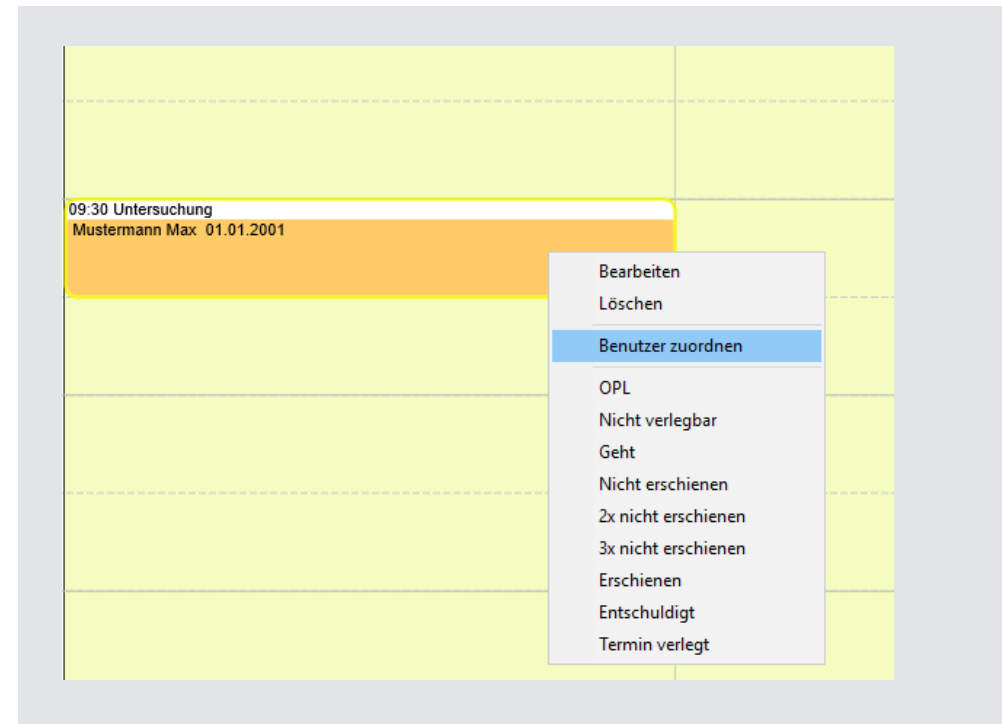 09:30 Untersuchung
Mustermann Max 01.01.2001
Bearbeiten
Löschen
Benutzer zuordnen
OPL
Nicht verlegbar
Geht
Nicht erschienen
2x nicht erschienen
3x nicht erschienen
Erschienen
Entschuldigt
Termin verlegt